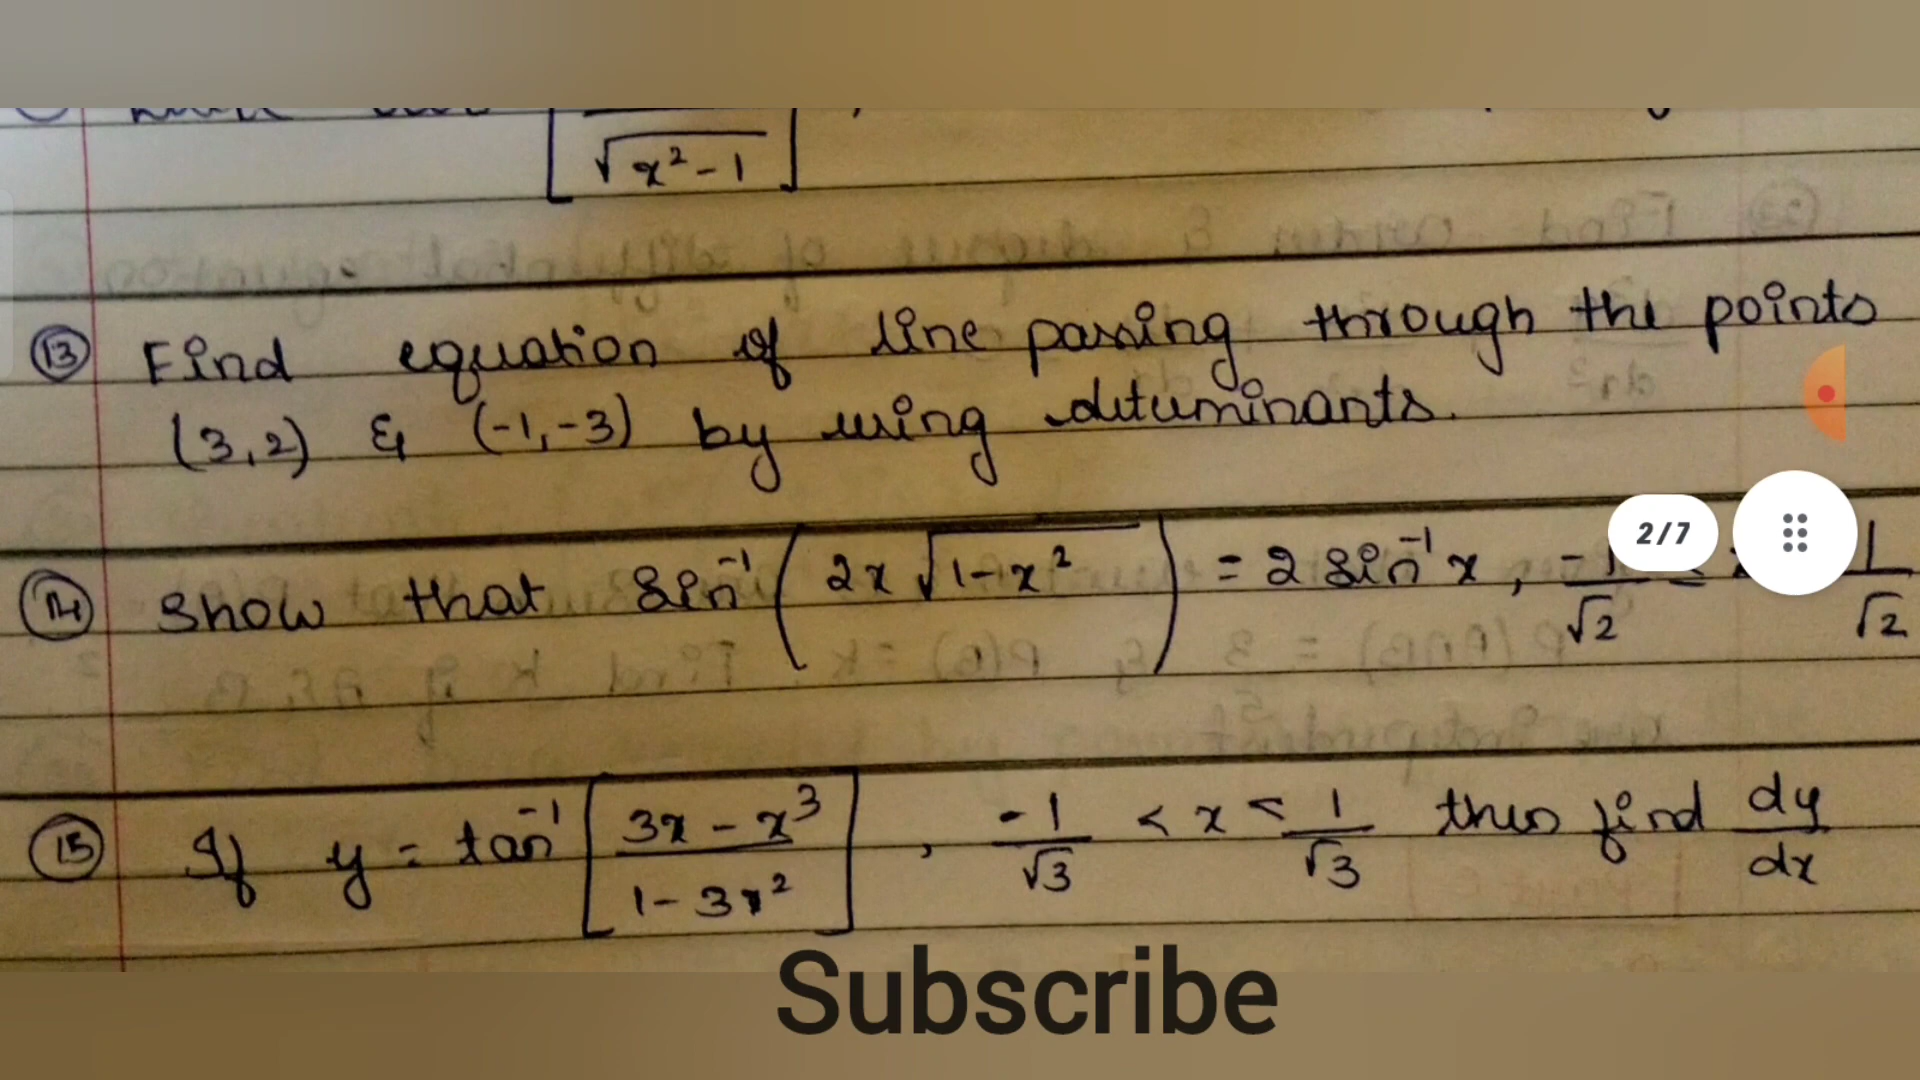 √x²-1
(13) Find equation of line passing through the points
(3,2) & (-1,-3) by using determinants.
2/7
(14) Show that sin⁻¹(2x√1-x²) = 2 sin⁻¹x, -1/√2 ≤ 1/√2
(15) If y = tan⁻¹[3x - x³ / 1-3x²], -1/√3 < x < 1/√3 then find dy/dx
Subscribe